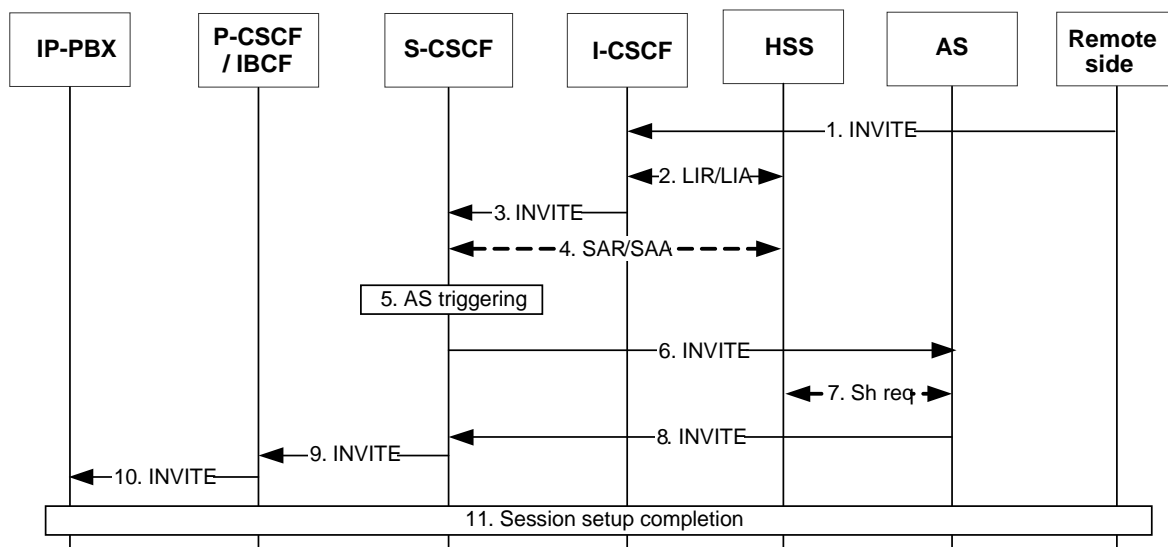 IP-PBX
P-CSCF
/ IBCF
S-CSCF
I-CSCF
HSS
AS
Remote
side
1. INVITE
2. LIR/LIA
3. INVITE
4. SAR/SAA
5. AS triggering
6. INVITE
7. Sh req
8. INVITE
9. INVITE
10. INVITE
11. Session setup completion